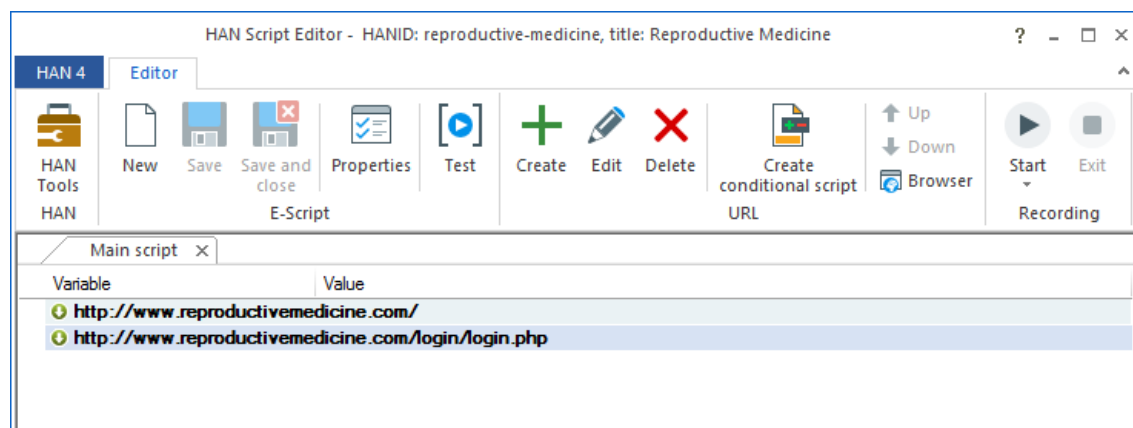 HAN Script Editor - HANID: reproductive-medicine, title: Reproductive Medicine
?
HAN 4 Editor
HAN Tools
New
Save
Save and close
Properties
Test
Create
Edit
Delete
Create conditional script
Up
Down
Browser
Start
Exit
HAN
E-Script
URL
Recording
Main script
Variable Value
http://www.reproductivemedicine.com/
http://www.reproductivemedicine.com/login/login.php